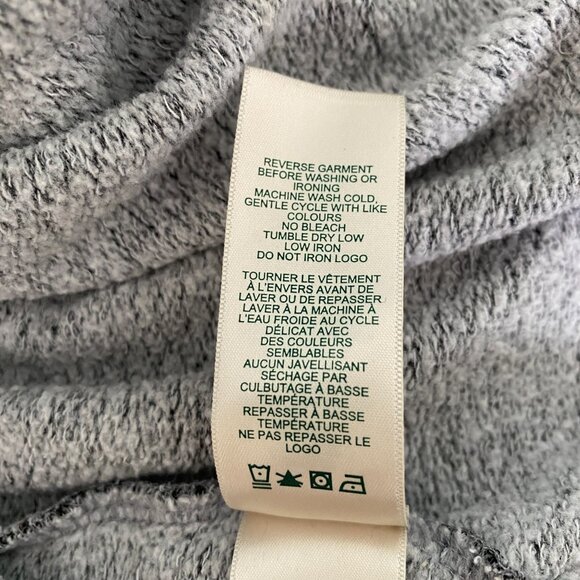 REVERSE GARMENT
BEFORE WASHING OR
IRONING
MACHINE WASH COLD,
GENTLE CYCLE WITH LIKE
COLOURS
NO BLEACH
TUMBLE DRY LOW
LOW IRON
DO NOT IRON LOGO
TOURNER LE VÊTEMENT
À L'ENVERS AVANT DE
LAVER OU DE REPASSER
LAVER À LA MACHINE À
L'EAU FROIDE AU CYCLE
DÉLICAT AVEC
DES COULEURS
SEMBLABLES
AUCUN JAVELLISANT
SÉCHAGE PAR
CULBUTAGE À BASSE
TEMPÉRATURE
REPASSER À BASSE
TEMPÉRATURE
NE PAS REPASSER LE
LOGO